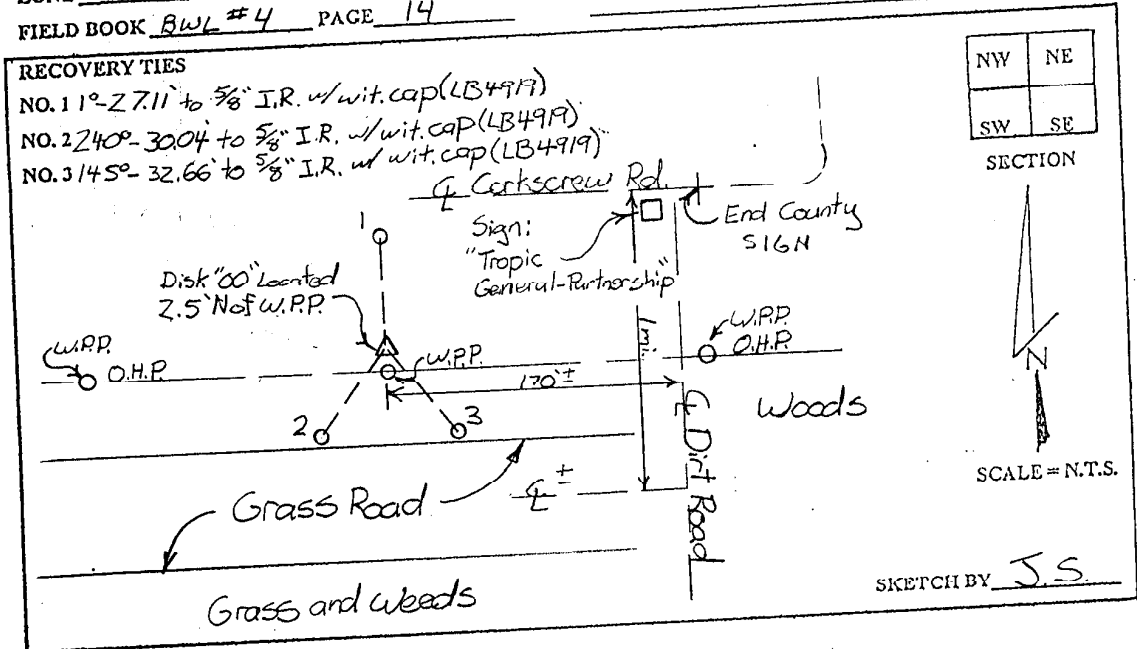 FIELD BOOK BWL #4 PAGE 14
RECOVERY TIES
NO. 1 1°-27.11' to 5/8" I.R. w/wit.cap(LB4919)
NO. 2 240°-30.04' to 5/8" I.R. w/wit.cap(LB4919)
NO. 3 145°-32.66' to 5/8" I.R. w/ wit.cap(LB4919)
NW NE
SW SE
SECTION
℄ Corkscrew Rd.
End County
SIGN
Sign:
"Tropic
General-Partnership"
1
Disk "00" Located
2.5' N of W.P.P.
W.P.P.
O.H.P.
W.P.P.
170'±
1mi.
W.P.P.
O.H.P.
Woods
N
2
3
℄ Dirt Road
SCALE = N.T.S.
Grass Road
℄ ±
Grass and Weeds
SKETCH BY J.S.